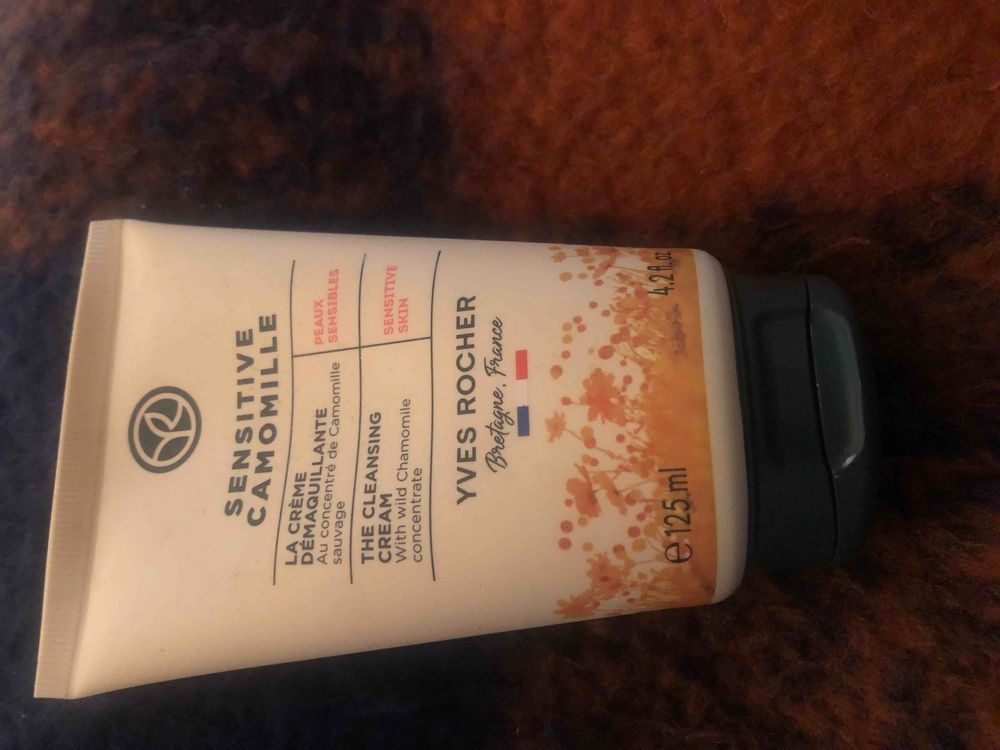 SENSITIVE
CAMOMILLE
LA CRÈME
DÉMAQUILLANTE
Au concentré de Camomille
sauvage
PEAUX
SENSIBLES
THE CLEANSING
CREAM
With wild Chamomile
concentrate
SENSITIVE
SKIN
YVES ROCHER
Bretagne, France
e 125 ml
4.2 fl.oz